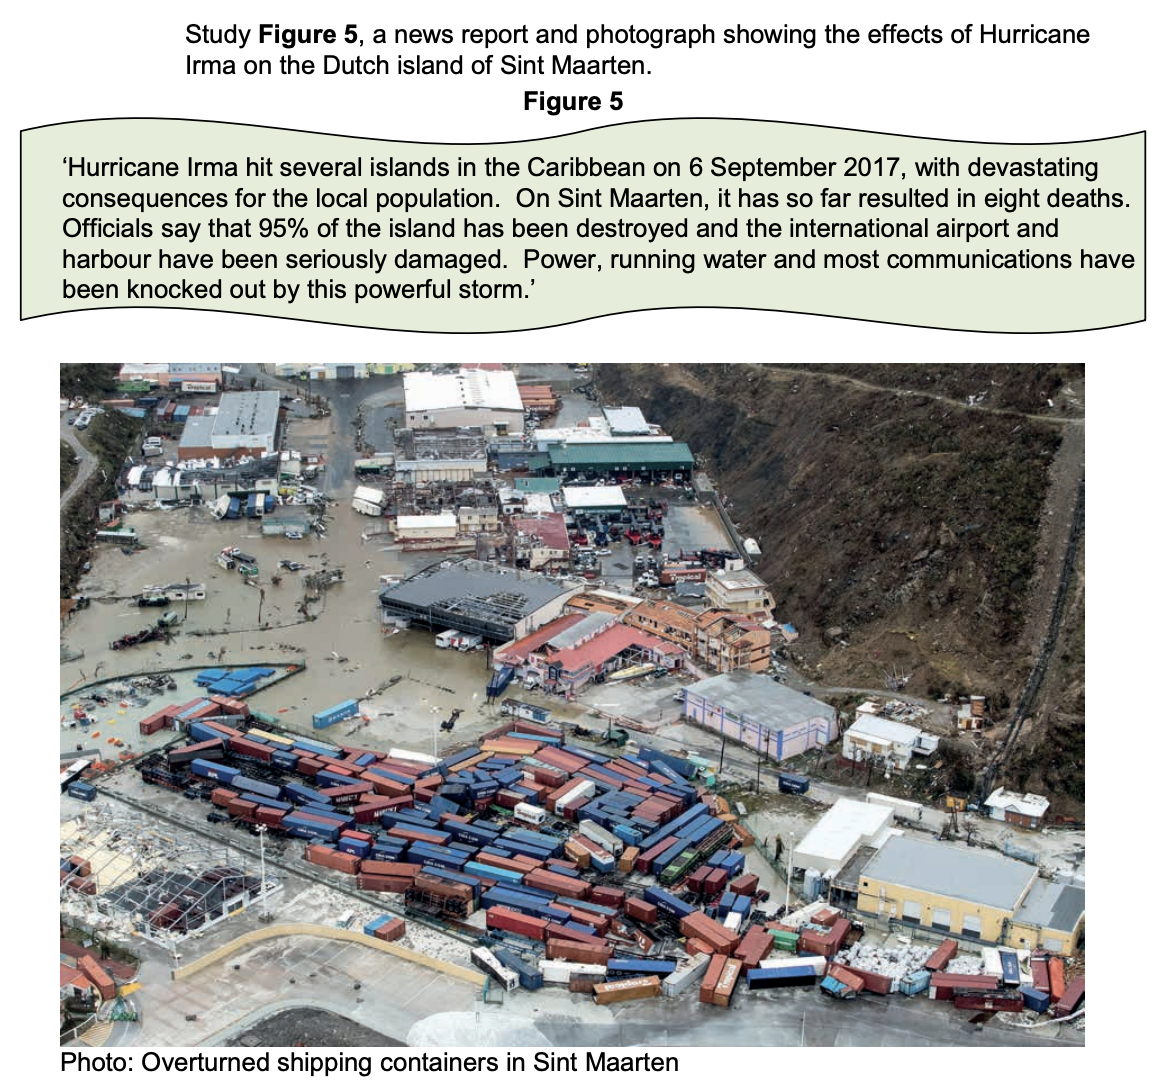 Study Figure 5, a news report and photograph showing the effects of Hurricane
Irma on the Dutch island of Sint Maarten.
Figure 5
‘Hurricane Irma hit several islands in the Caribbean on 6 September 2017, with devastating
consequences for the local population.  On Sint Maarten, it has so far resulted in eight deaths.
Officials say that 95% of the island has been destroyed and the international airport and
harbour have been seriously damaged.  Power, running water and most communications have
been knocked out by this powerful storm.’
Tropical
Photo: Overturned shipping containers in Sint Maarten